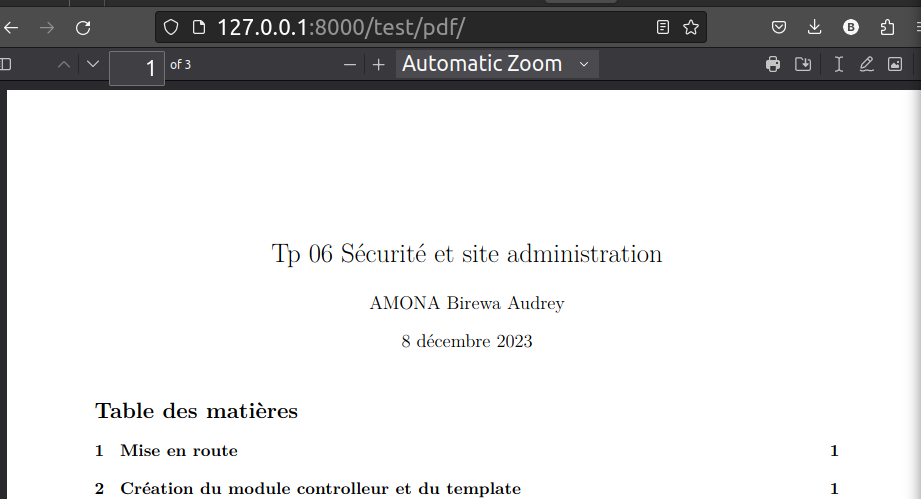 127.0.0.1:8000/test/pdf/
1 of 3 Automatic Zoom
Tp 06 Sécurité et site administration
AMONA Birewa Audrey
8 décembre 2023
Table des matières
1 Mise en route 1
2 Création du module controlleur et du template 1